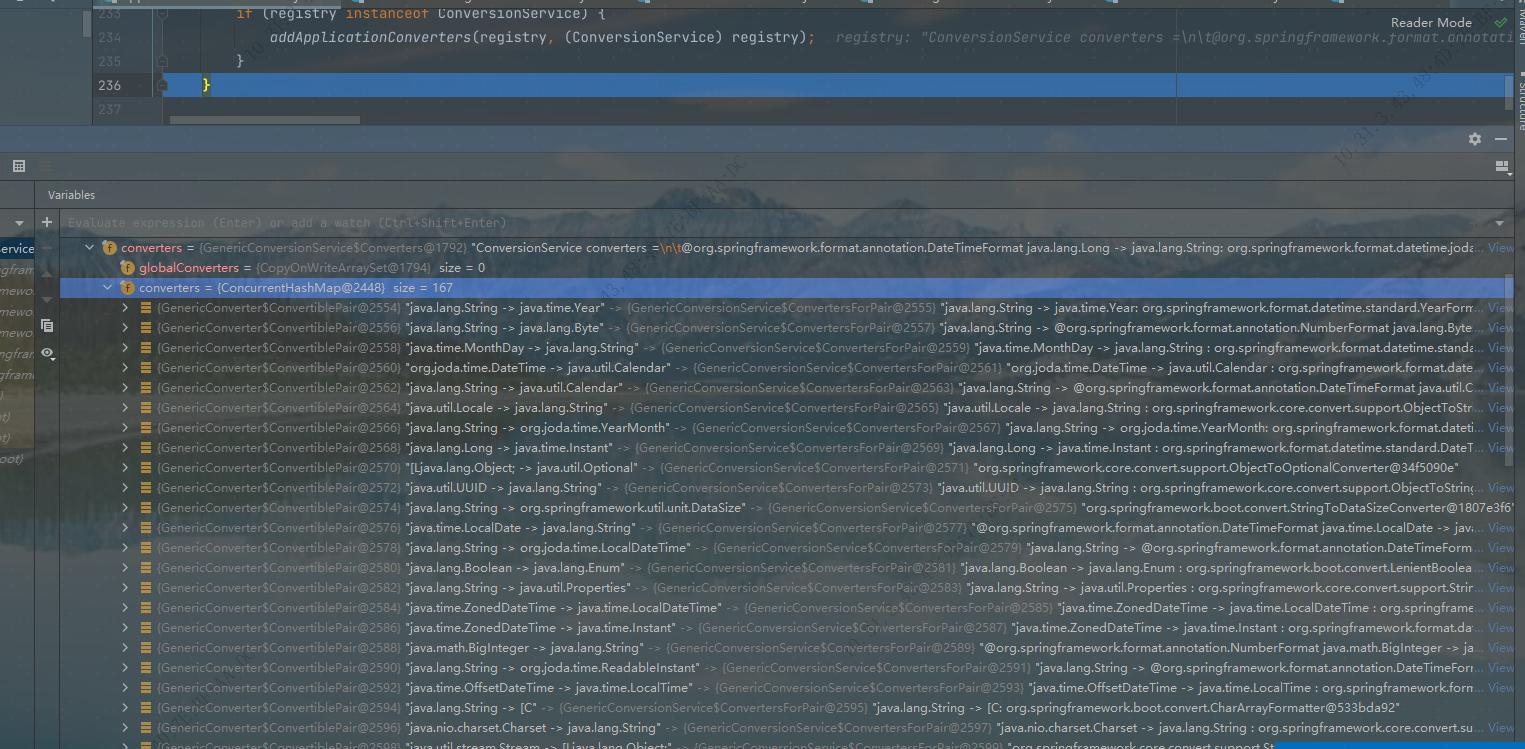 233 if (registry instanceof ConversionService) {
Reader Mode
234 addApplicationConverters(registry, (ConversionService) registry); registry: "ConversionService converters =\n\t@org.springframework.format.annotati
235 }
236 }
237
Variables
Evaluate expression (Enter) or add a watch (Ctrl+Shift+Enter)
converters = {GenericConversionService$Converters@1792} "ConversionService converters =\n\t@org.springframework.format.annotation.DateTimeFormat java.lang.Long -> java.lang.String: org.springframework.format.datetime.joda... View
globalConverters = {CopyOnWriteArraySet@1794} size = 0
converters = {ConcurrentHashMap@2448} size = 167
{GenericConverter$ConvertiblePair@2554} "java.lang.String -> java.time.Year" -> {GenericConversionService$ConvertersForPair@2555} "java.lang.String -> java.time.Year: org.springframework.format.datetime.standard.YearForm... View
{GenericConverter$ConvertiblePair@2556} "java.lang.String -> java.lang.Byte" -> {GenericConversionService$ConvertersForPair@2557} "java.lang.String -> @org.springframework.format.annotation.NumberFormat java.lang.Byte... View
{GenericConverter$ConvertiblePair@2558} "java.time.MonthDay -> java.lang.String" -> {GenericConversionService$ConvertersForPair@2559} "java.time.MonthDay -> java.lang.String : org.springframework.format.datetime.standa... View
{GenericConverter$ConvertiblePair@2560} "org.joda.time.DateTime -> java.util.Calendar" -> {GenericConversionService$ConvertersForPair@2561} "org.joda.time.DateTime -> java.util.Calendar : org.springframework.format.date... View
{GenericConverter$ConvertiblePair@2562} "java.lang.String -> java.util.Calendar" -> {GenericConversionService$ConvertersForPair@2563} "java.lang.String -> @org.springframework.format.annotation.DateTimeFormat java.util.C... View
{GenericConverter$ConvertiblePair@2564} "java.util.Locale -> java.lang.String" -> {GenericConversionService$ConvertersForPair@2565} "java.util.Locale -> java.lang.String : org.springframework.core.convert.support.ObjectToStr... View
{GenericConverter$ConvertiblePair@2566} "java.lang.String -> org.joda.time.YearMonth" -> {GenericConversionService$ConvertersForPair@2567} "java.lang.String -> org.joda.time.YearMonth: org.springframework.format.dateti... View
{GenericConverter$ConvertiblePair@2568} "java.lang.Long -> java.time.Instant" -> {GenericConversionService$ConvertersForPair@2569} "java.lang.Long -> java.time.Instant : org.springframework.format.datetime.standard.DateT... View
{GenericConverter$ConvertiblePair@2570} "[Ljava.lang.Object; -> java.util.Optional" -> {GenericConversionService$ConvertersForPair@2571} "org.springframework.core.convert.support.ObjectToOptionalConverter@34f5090e"
{GenericConverter$ConvertiblePair@2572} "java.util.UUID -> java.lang.String" -> {GenericConversionService$ConvertersForPair@2573} "java.util.UUID -> java.lang.String : org.springframework.core.convert.support.ObjectToString... View
{GenericConverter$ConvertiblePair@2574} "java.lang.String -> org.springframework.util.unit.DataSize" -> {GenericConversionService$ConvertersForPair@2575} "org.springframework.boot.convert.StringToDataSizeConverter@1807e3f6"
{GenericConverter$ConvertiblePair@2576} "java.time.LocalDate -> java.lang.String" -> {GenericConversionService$ConvertersForPair@2577} "@org.springframework.format.annotation.DateTimeFormat java.time.LocalDate -> java... View
{GenericConverter$ConvertiblePair@2578} "java.lang.String -> org.joda.time.LocalDateTime" -> {GenericConversionService$ConvertersForPair@2579} "java.lang.String -> @org.springframework.format.annotation.DateTimeForm... View
{GenericConverter$ConvertiblePair@2580} "java.lang.Boolean -> java.lang.Enum" -> {GenericConversionService$ConvertersForPair@2581} "java.lang.Boolean -> java.lang.Enum : org.springframework.boot.convert.LenientBoolea... View
{GenericConverter$ConvertiblePair@2582} "java.lang.String -> java.util.Properties" -> {GenericConversionService$ConvertersForPair@2583} "java.lang.String -> java.util.Properties : org.springframework.core.convert.support.Strin... View
{GenericConverter$ConvertiblePair@2584} "java.time.ZonedDateTime -> java.time.LocalDateTime" -> {GenericConversionService$ConvertersForPair@2585} "java.time.ZonedDateTime -> java.time.LocalDateTime : org.springframe... View
{GenericConverter$ConvertiblePair@2586} "java.time.ZonedDateTime -> java.time.Instant" -> {GenericConversionService$ConvertersForPair@2587} "java.time.ZonedDateTime -> java.time.Instant : org.springframework.format.da... View
{GenericConverter$ConvertiblePair@2588} "java.math.BigInteger -> java.lang.String" -> {GenericConversionService$ConvertersForPair@2589} "@org.springframework.format.annotation.NumberFormat java.math.BigInteger -> ja... View
{GenericConverter$ConvertiblePair@2590} "java.lang.String -> org.joda.time.ReadableInstant" -> {GenericConversionService$ConvertersForPair@2591} "java.lang.String -> @org.springframework.format.annotation.DateTimeFor... View
{GenericConverter$ConvertiblePair@2592} "java.time.OffsetDateTime -> java.time.LocalTime" -> {GenericConversionService$ConvertersForPair@2593} "java.time.OffsetDateTime -> java.time.LocalTime : org.springframework.form... View
{GenericConverter$ConvertiblePair@2594} "java.lang.String -> [C" -> {GenericConversionService$ConvertersForPair@2595} "java.lang.String -> [C: org.springframework.boot.convert.CharArrayFormatter@533bda92"
{GenericConverter$ConvertiblePair@2596} "java.nio.charset.Charset -> java.lang.String" -> {GenericConversionService$ConvertersForPair@2597} "java.nio.charset.Charset -> java.lang.String : org.springframework.core.convert.su... View
{GenericConverter$ConvertiblePair@2598} "java.util.stream.Stream -> [Ljava.lang.Object;" -> {GenericConversionService$ConvertersForPair@2599} "org.springframework.core.convert.support.St